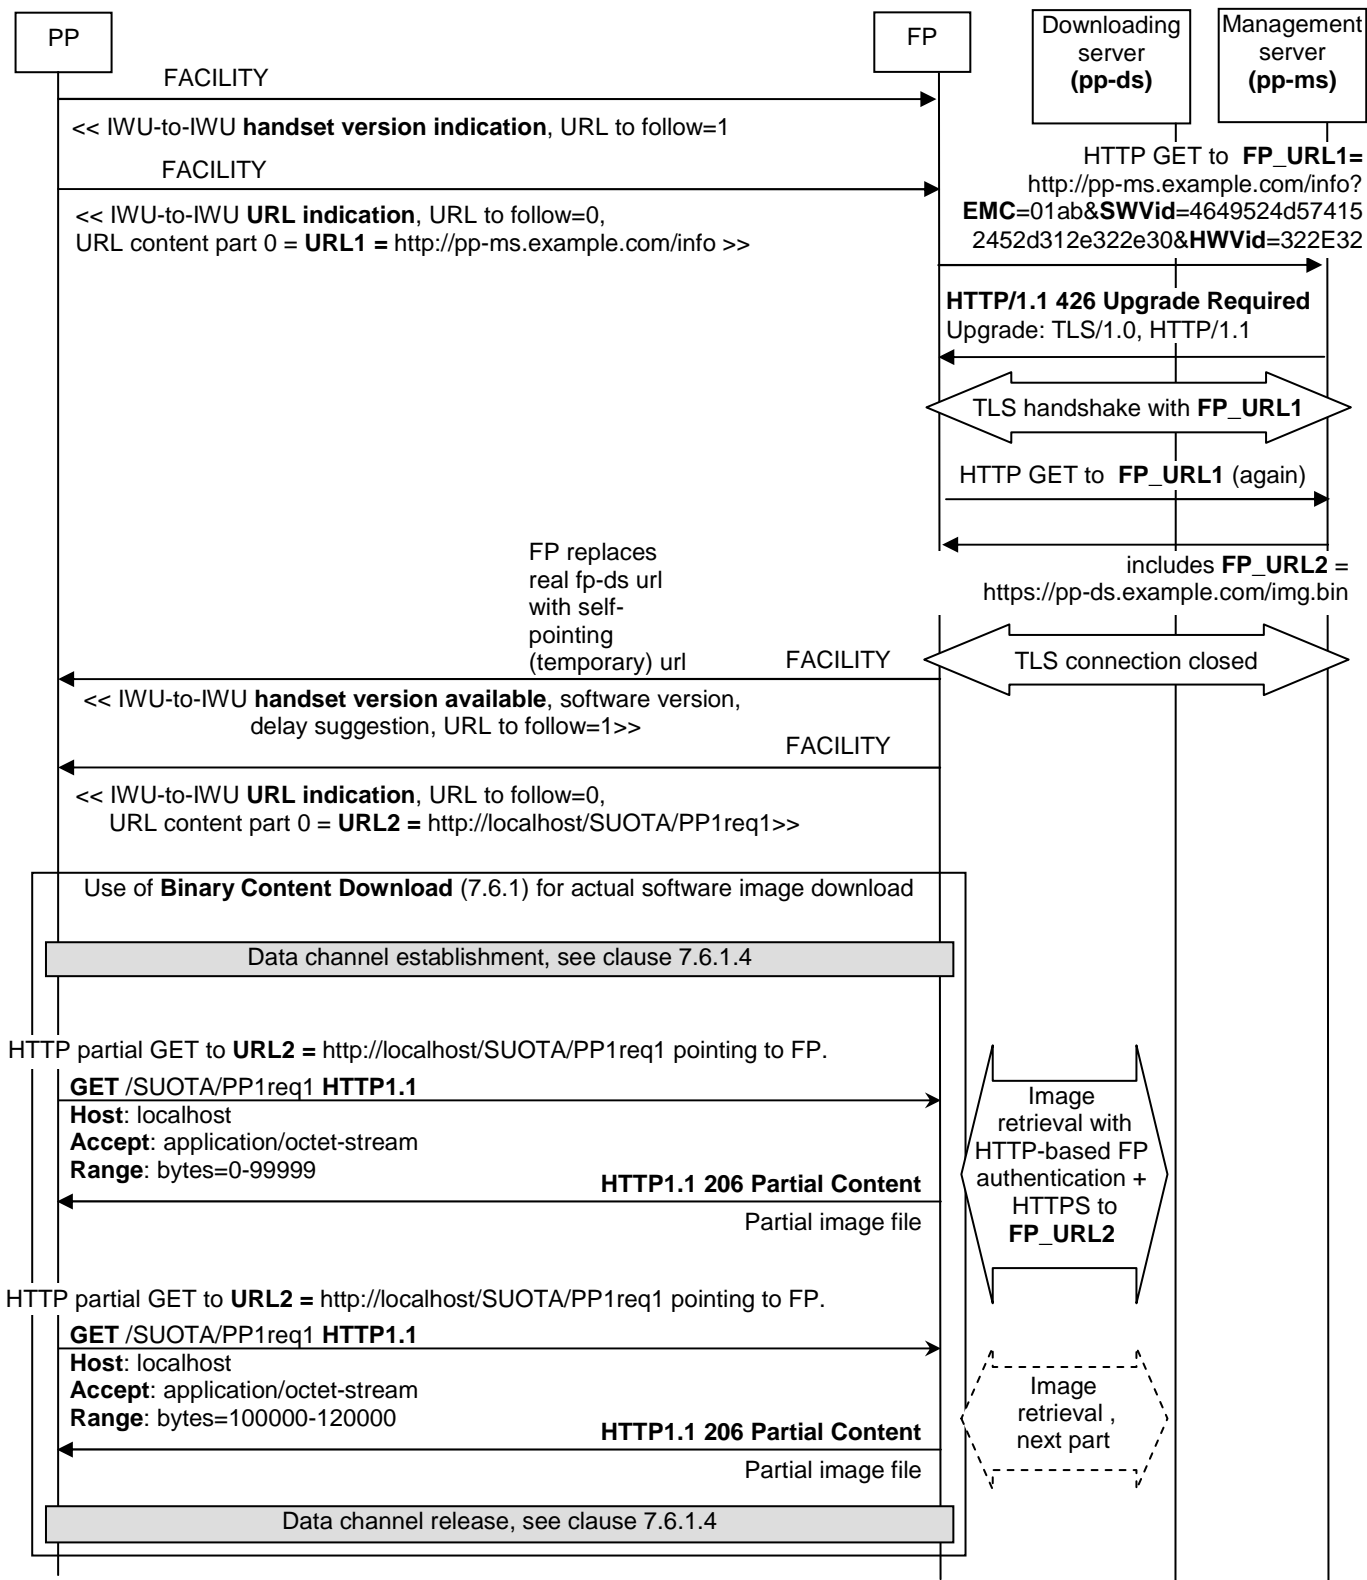 PP
FP
Downloading
server
(pp-ds)
Management
server
(pp-ms)
FACILITY
<< IWU-to-IWU handset version indication, URL to follow=1
FACILITY
<< IWU-to-IWU URL indication, URL to follow=0,
URL content part 0 = URL1 = http://pp-ms.example.com/info >>
HTTP GET to FP_URL1=
http://pp-ms.example.com/info?
EMC=01ab&SWVid=4649524d57415
2452d312e322e30&HWVid=322E32
HTTP/1.1 426 Upgrade Required
Upgrade: TLS/1.0, HTTP/1.1
TLS handshake with FP_URL1
HTTP GET to FP_URL1 (again)
includes FP_URL2 =
https://pp-ds.example.com/img.bin
FP replaces
real fp-ds url
with self-
pointing
(temporary) url
TLS connection closed
FACILITY
<< IWU-to-IWU handset version available, software version,
delay suggestion, URL to follow=1>>
FACILITY
<< IWU-to-IWU URL indication, URL to follow=0,
URL content part 0 = URL2 = http://localhost/SUOTA/PP1req1>>
Use of Binary Content Download (7.6.1) for actual software image download
Data channel establishment, see clause 7.6.1.4
HTTP partial GET to URL2 = http://localhost/SUOTA/PP1req1 pointing to FP.
GET /SUOTA/PP1req1 HTTP1.1
Host: localhost
Accept: application/octet-stream
Range: bytes=0-99999
HTTP1.1 206 Partial Content
Partial image file
Image
retrieval with
HTTP-based FP
authentication +
HTTPS to
FP_URL2
HTTP partial GET to URL2 = http://localhost/SUOTA/PP1req1 pointing to FP.
GET /SUOTA/PP1req1 HTTP1.1
Host: localhost
Accept: application/octet-stream
Range: bytes=100000-120000
HTTP1.1 206 Partial Content
Partial image file
Image
retrieval ,
next part
Data channel release, see clause 7.6.1.4